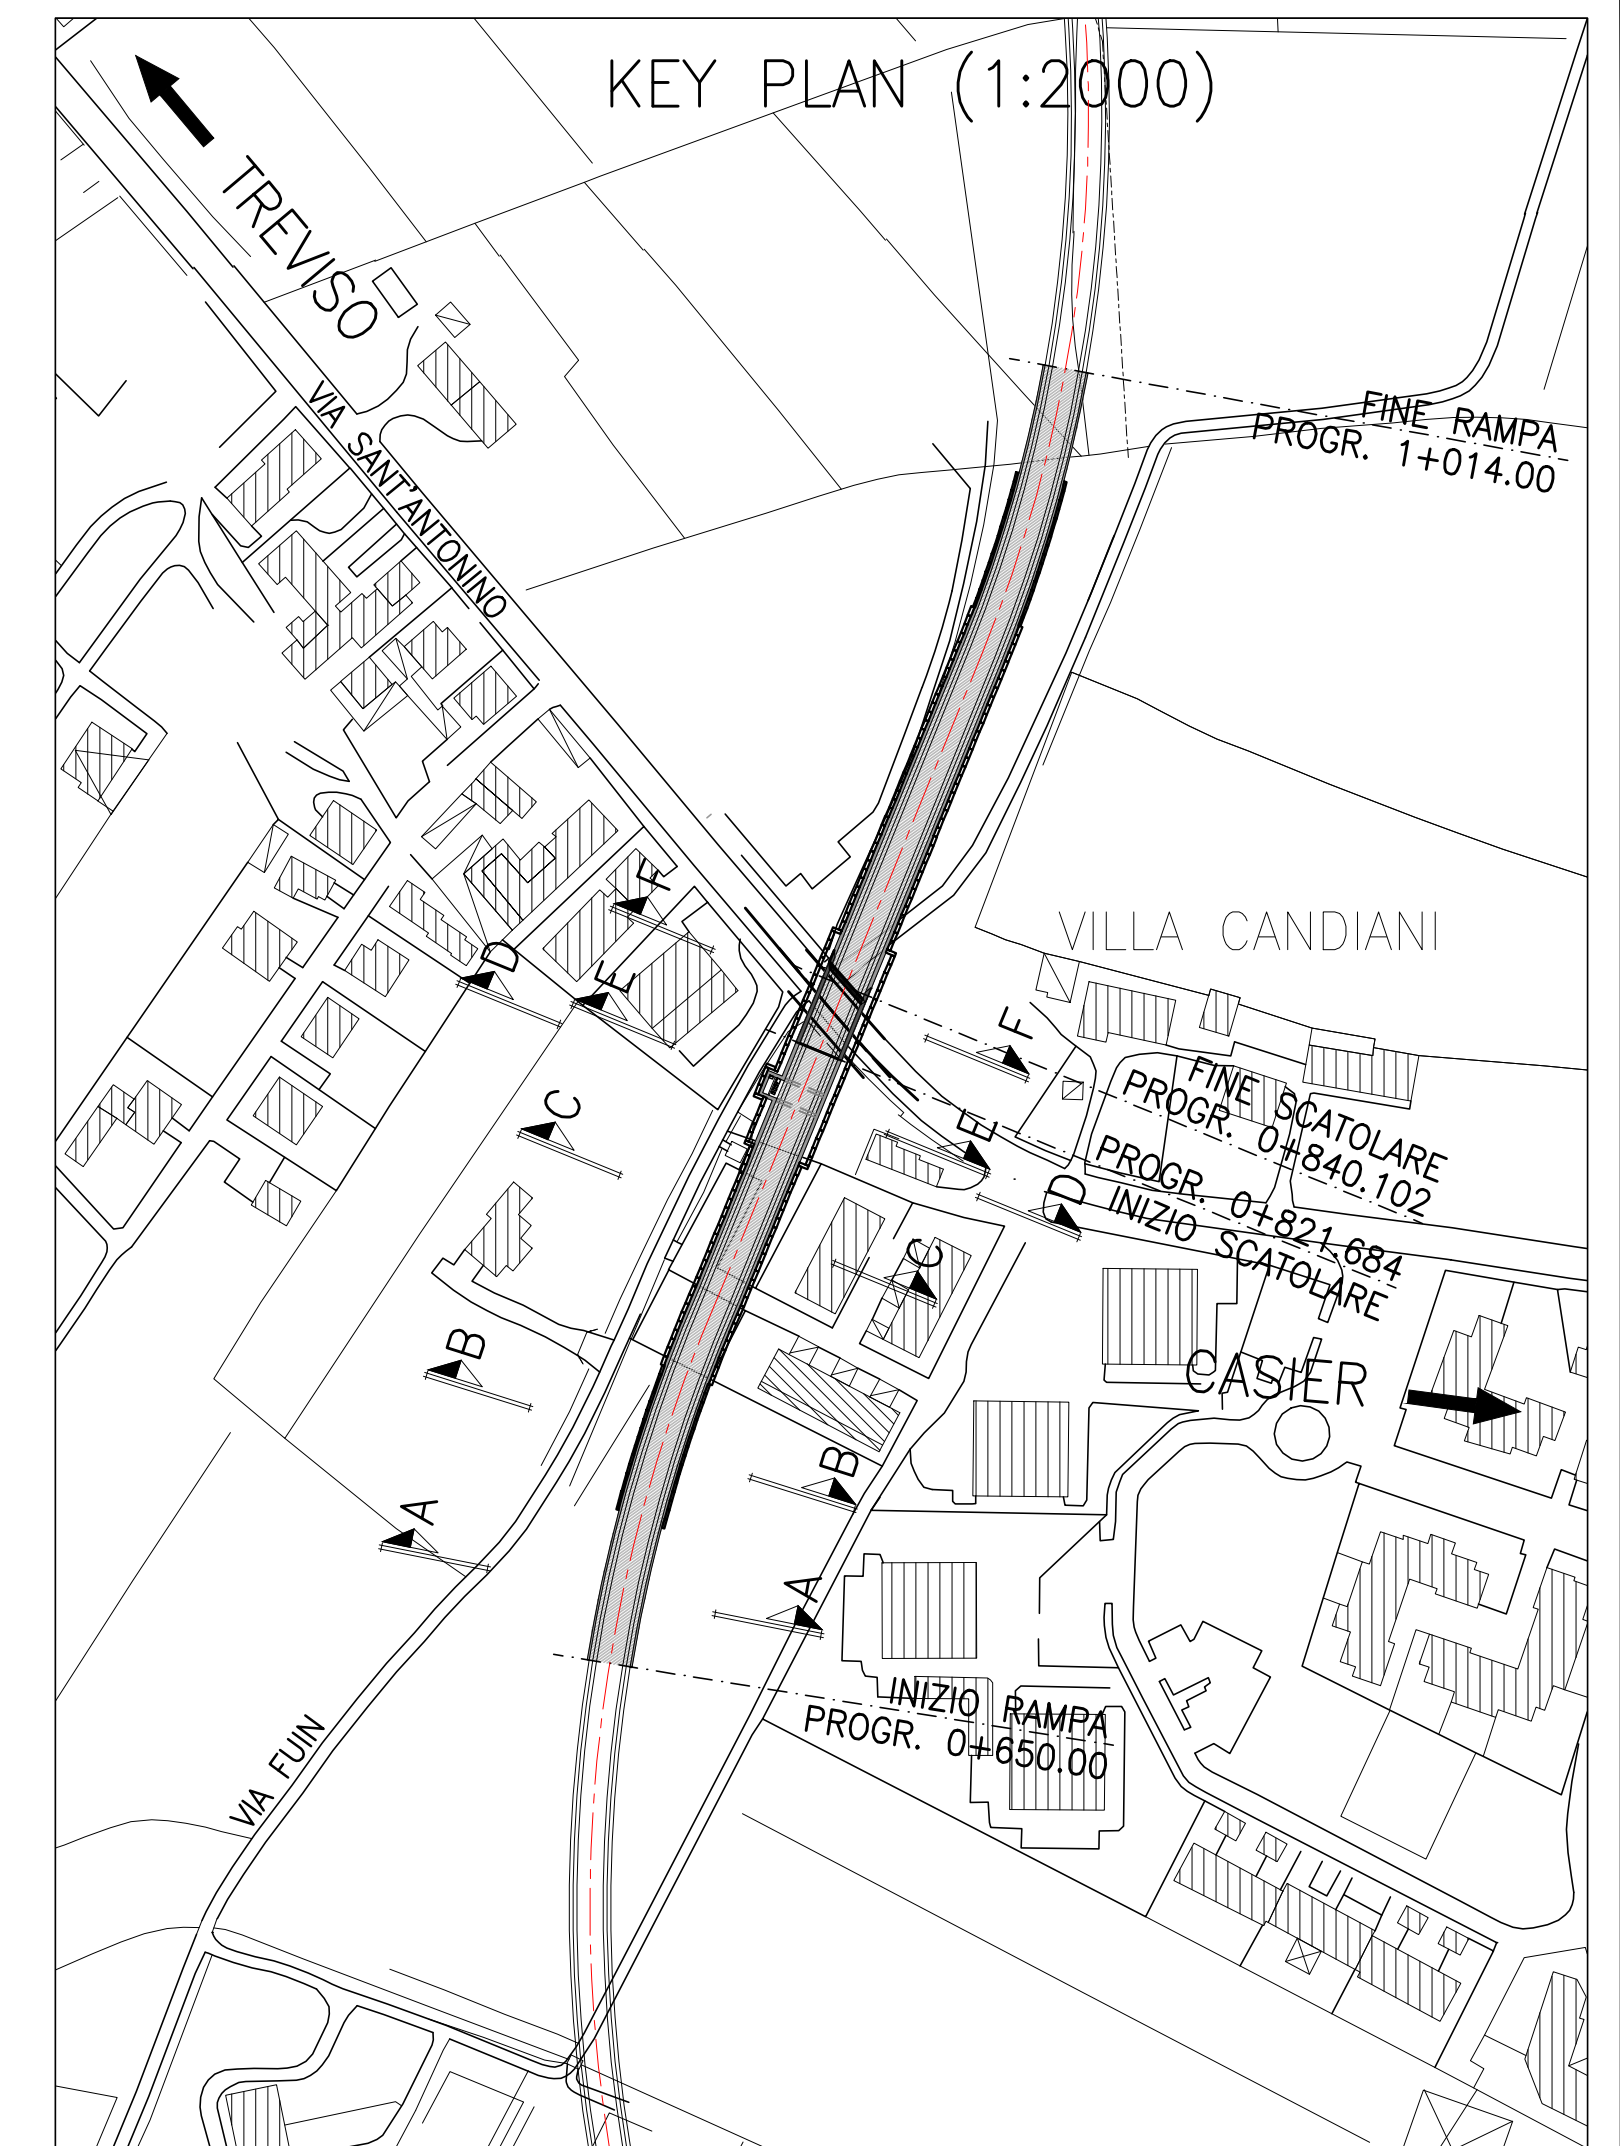 KEY PLAN (1:2000)
TREVISO
VIA SANT'ANTONINO
FINE RAMPA
PROGR. 1+014.00
F
D
E
VILLA CANDIANI
F
C
E
FINE SCATOLARE
PROGR. 0+840.102
D
PROGR. 0+821.684
INIZIO SCATOLARE
C
B
CASIER
B
A
A
INIZIO RAMPA
PROGR. 0+650.00
VIA FUIN